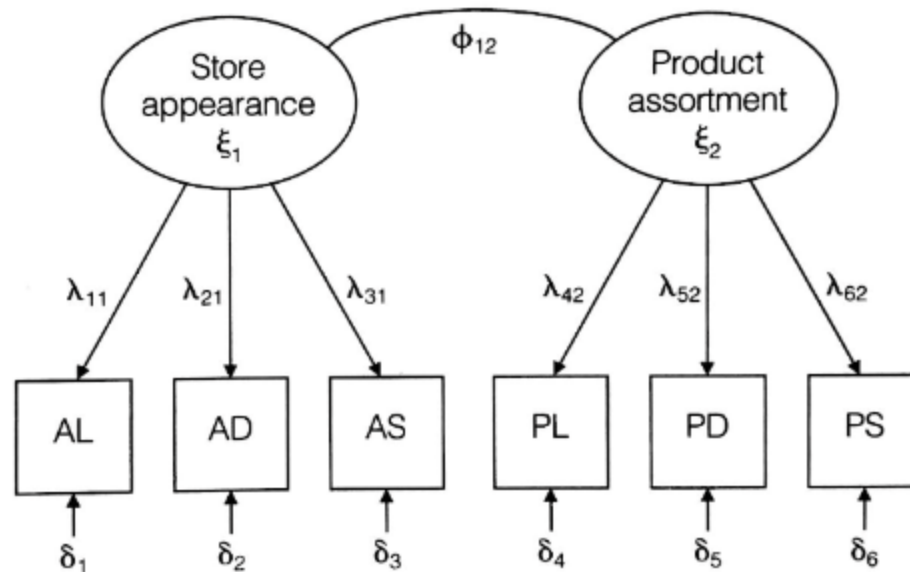 ϕ₁₂
Store
appearance
ξ₁
Product
assortment
ξ₂
λ₁₁
λ₂₁
λ₃₁
λ₄₂
λ₅₂
λ₆₂
AL
AD
AS
PL
PD
PS
δ₁
δ₂
δ₃
δ₄
δ₅
δ₆